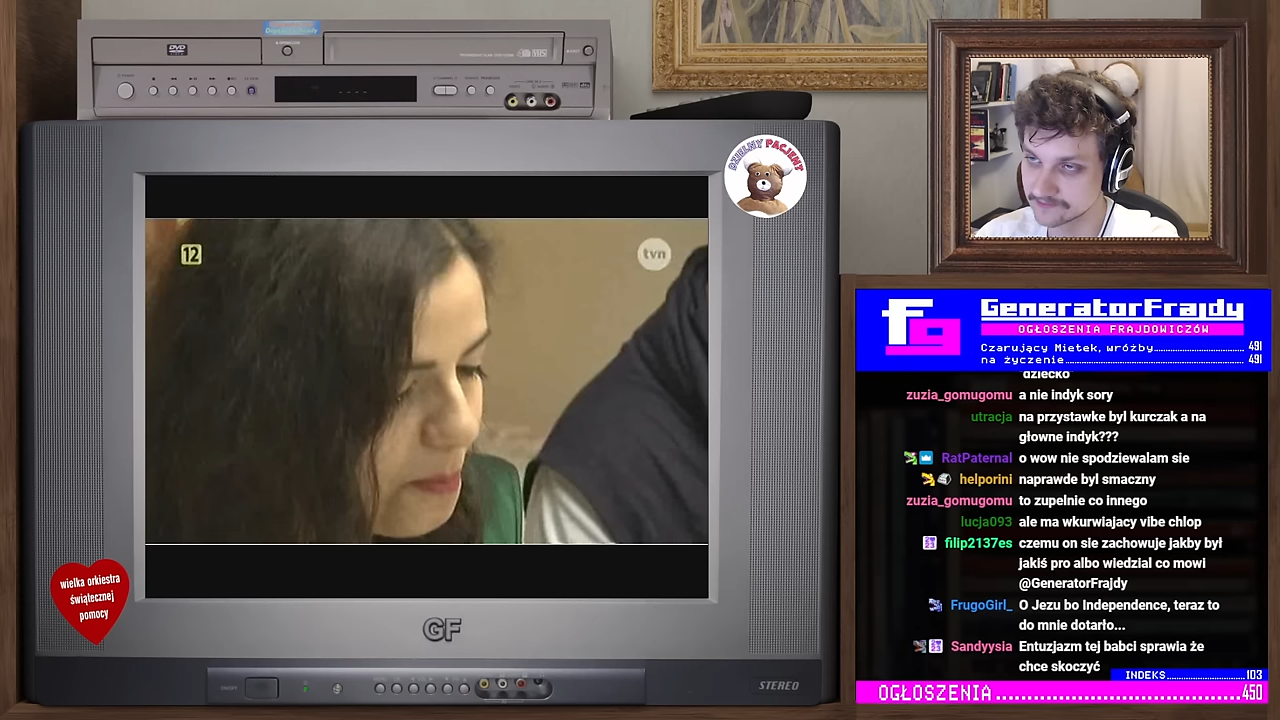 DVD
VHS
DZIELNY PACJENT
12
tvn
wielka orkiestra
świątecznej
pomocy
GF
STEREO
fg
GeneratorFrajdy
OGŁOSZENIA FRAJDOWICZÓW
Czarujący Mietek, wróżby 491
na życzenie 491
dziecko
zuzia_gomugomu a nie indyk sory
utracja na przystawke byl kurczak a na
głowne indyk???
RatPaternal o wow nie spodziewalam sie
helporini naprawde byl smaczny
zuzia_gomugomu to zupelnie co innego
lucja093 ale ma wkurwiajacy vibe chlop
filip2137es czemu on sie zachowuje jakby był
jakiś pro albo wiedzial co mowi
@GeneratorFrajdy
FrugoGirl_ O Jezu bo Independence, teraz to
do mnie dotarło...
Sandyysia Entuzjazm tej babci sprawia że
chce skoczyć
INDEKS 103
OGŁOSZENIA 450